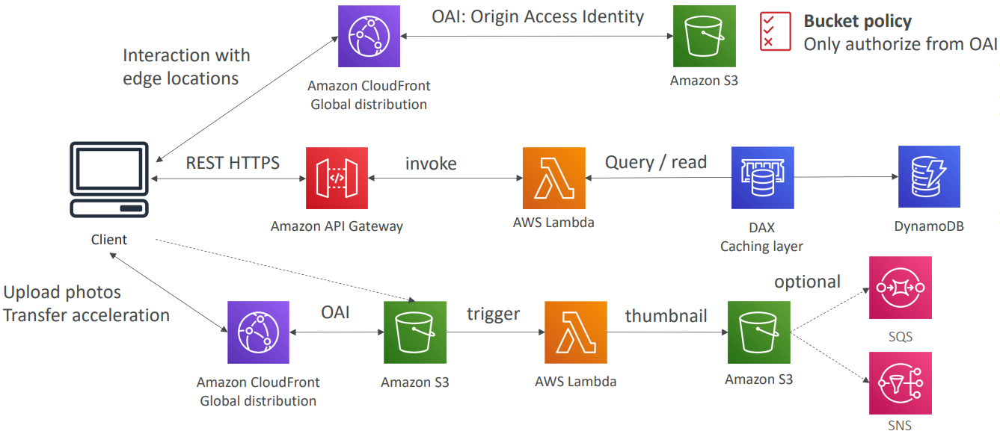 OAI: Origin Access Identity
Bucket policy
Only authorize from OAI
Interaction with
edge locations
Amazon CloudFront
Global distribution
Amazon S3
REST HTTPS
invoke
Query / read
Amazon API Gateway
AWS Lambda
DAX
Caching layer
DynamoDB
Client
Upload photos
Transfer acceleration
OAI
trigger
thumbnail
optional
SQS
Amazon CloudFront
Global distribution
Amazon S3
AWS Lambda
Amazon S3
SNS